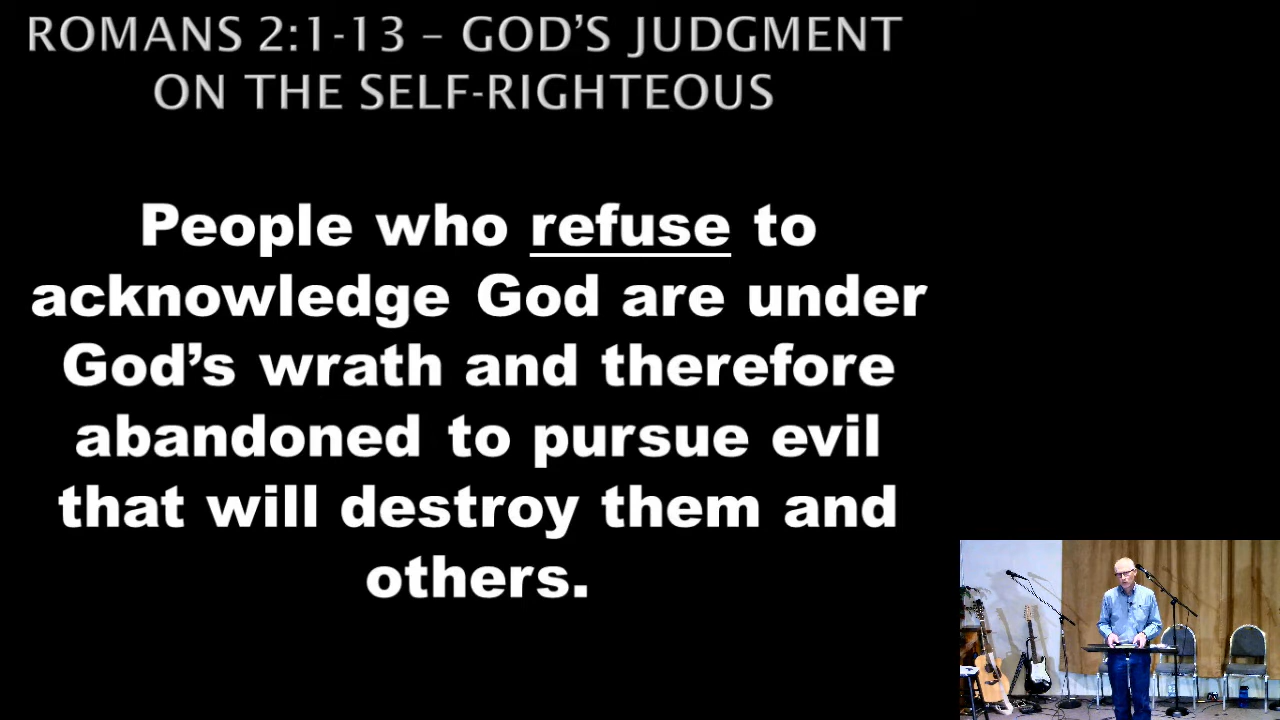 ROMANS 2:1-13 – GOD’S JUDGMENT
ON THE SELF-RIGHTEOUS
People who refuse to
acknowledge God are under
God’s wrath and therefore
abandoned to pursue evil
that will destroy them and
others.